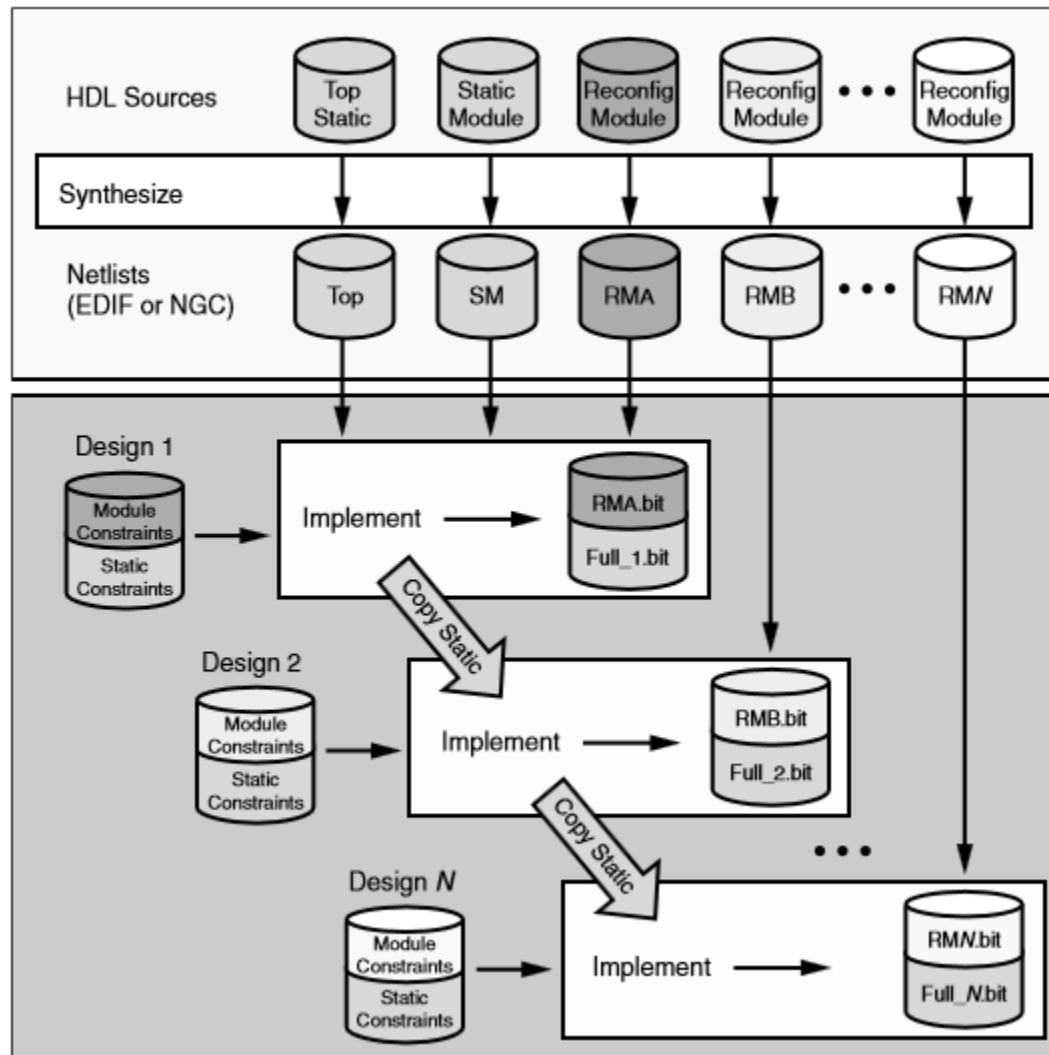 HDL Sources
Top
Static
Static
Module
Reconfig
Module
Reconfig
Module
• • •
Reconfig
Module
Synthesize
Netlists
(EDIF or NGC)
Top
SM
RMA
RMB
• • •
RMN
Design 1
Module
Constraints
Static
Constraints
Implement
RMA.bit
Full_1.bit
Copy Static
Design 2
Module
Constraints
Static
Constraints
Implement
RMB.bit
Full_2.bit
Copy Static
• • •
Design N
Module
Constraints
Static
Constraints
Implement
RMN.bit
Full_N.bit